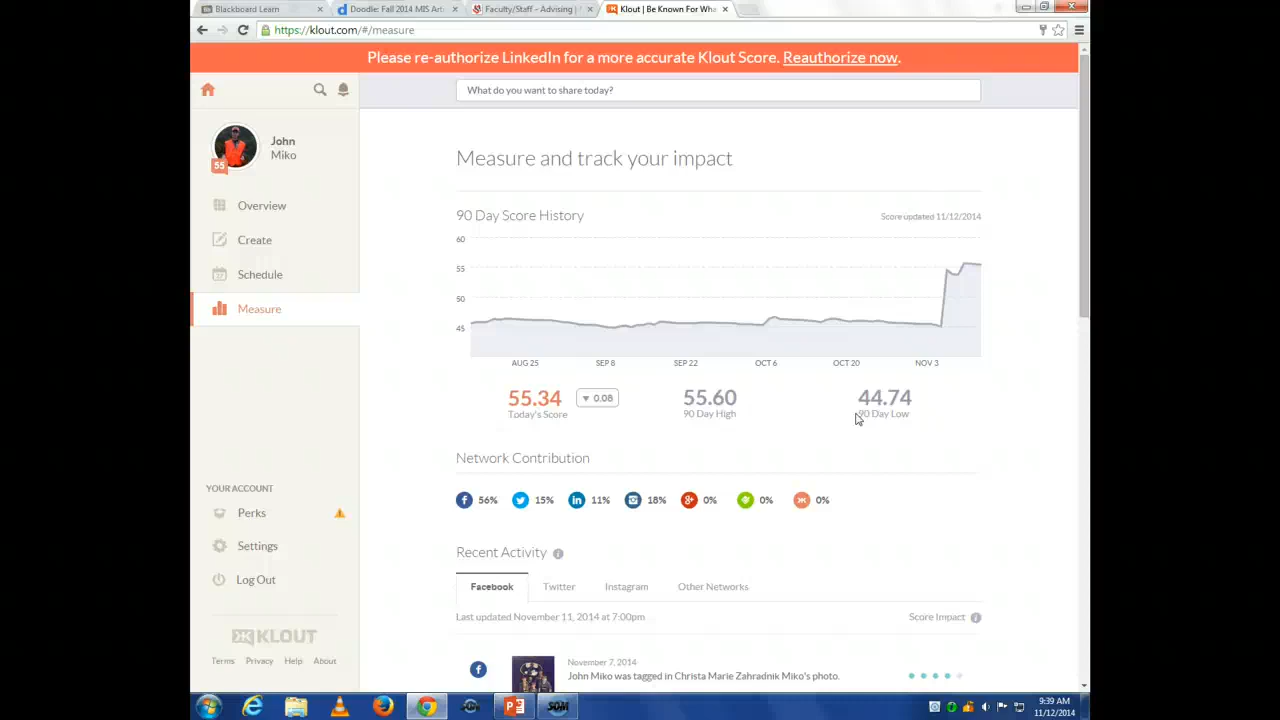 Blackboard Learn
Doodle: Fall 2014 MIS Art
Faculty/Staff - Advising |
Klout | Be Known For Wha
https://klout.com/#/measure
Please re-authorize LinkedIn for a more accurate Klout Score. Reauthorize now.
What do you want to share today?
John
Miko
55
Overview
Create
Schedule
Measure
YOUR ACCOUNT
Perks
Settings
Log Out
KLOUT
Terms Privacy Help About
Measure and track your impact
90 Day Score History
Score updated 11/12/2014
60
55
50
45
AUG 25 SEP 8 SEP 22 OCT 6 OCT 20 NOV 3
55.34 0.08 55.60 44.74
Today's Score 90 Day High 90 Day Low
Network Contribution
56% 15% 11% 18% 0% 0% 0%
Recent Activity
Facebook Twitter Instagram Other Networks
Last updated November 11, 2014 at 7:00pm Score Impact
November 7, 2014
John Miko was tagged in Christa Marie Zahradnik Miko's photo.
9:39 AM
11/12/2014